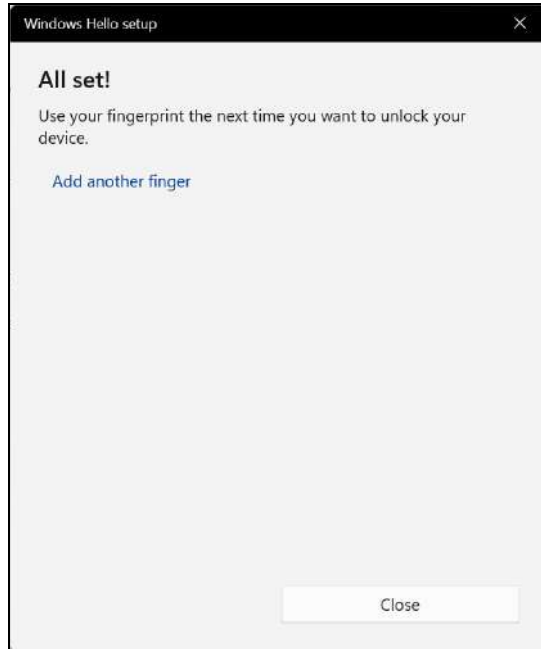 Windows Hello setup
All set!
Use your fingerprint the next time you want to unlock your
device.
Add another finger
Close